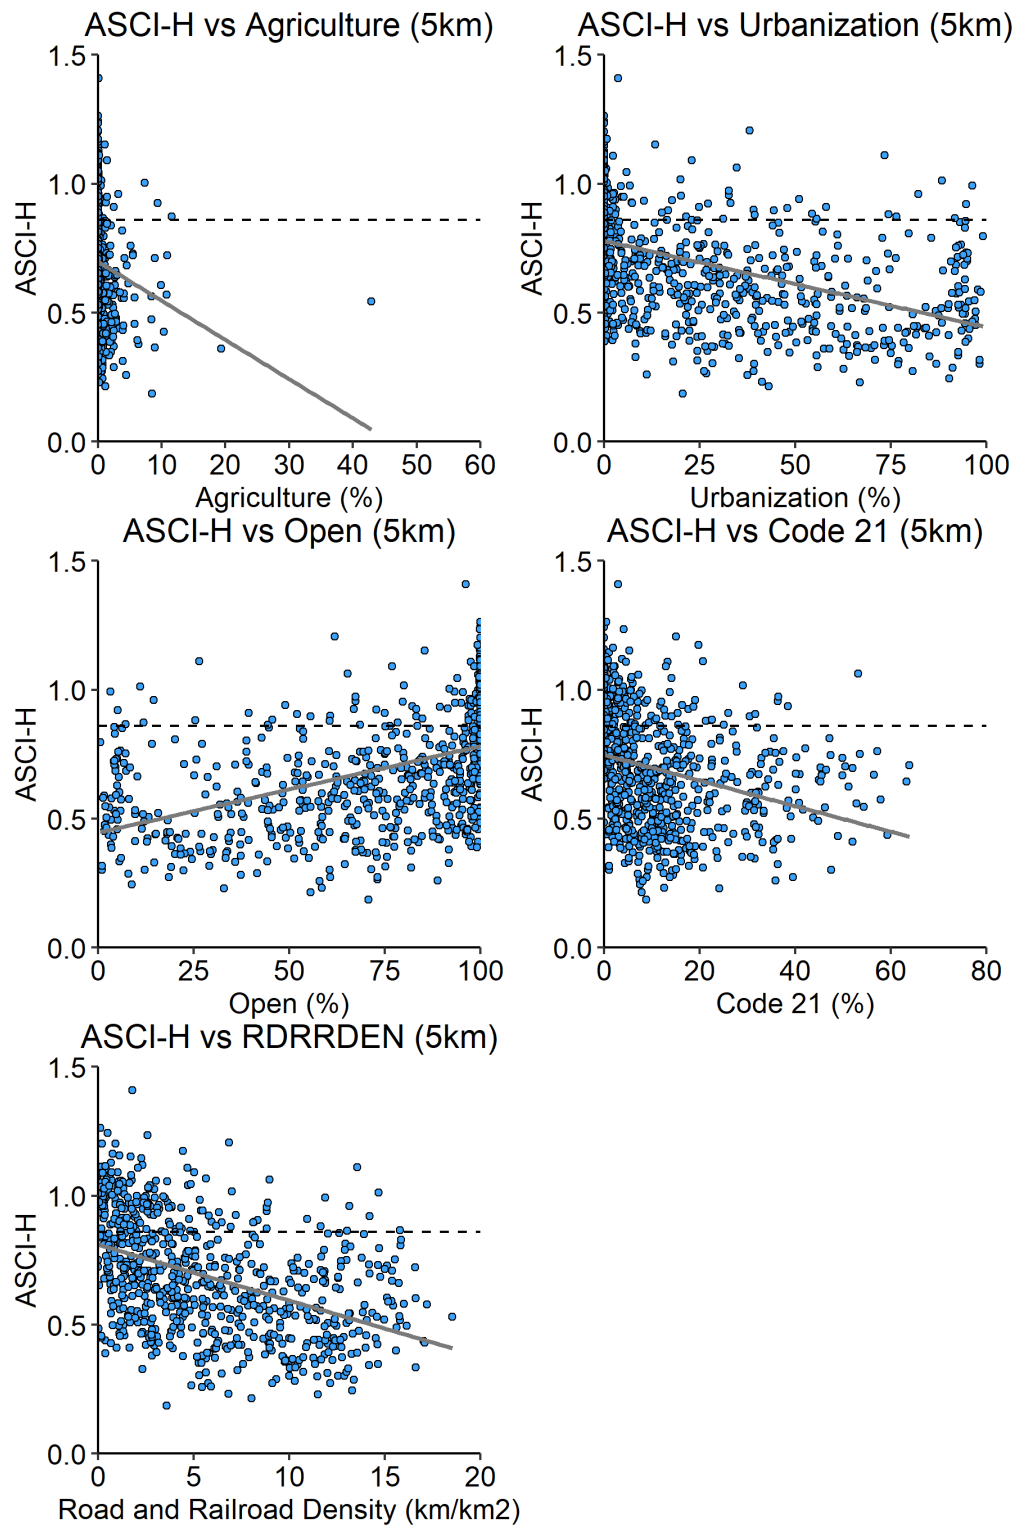 ASCI-H vs Agriculture (5km)
1.5
1.0
0.5
0.0
ASCI-H
0 10 20 30 40 50 60
Agriculture (%)
ASCI-H vs Urbanization (5km)
1.5
1.0
0.5
0.0
ASCI-H
0 25 50 75 100
Urbanization (%)
ASCI-H vs Open (5km)
1.5
1.0
0.5
0.0
ASCI-H
0 25 50 75 100
Open (%)
ASCI-H vs Code 21 (5km)
1.5
1.0
0.5
0.0
ASCI-H
0 20 40 60 80
Code 21 (%)
ASCI-H vs RDRRDEN (5km)
1.5
1.0
0.5
0.0
ASCI-H
0 5 10 15 20
Road and Railroad Density (km/km2)